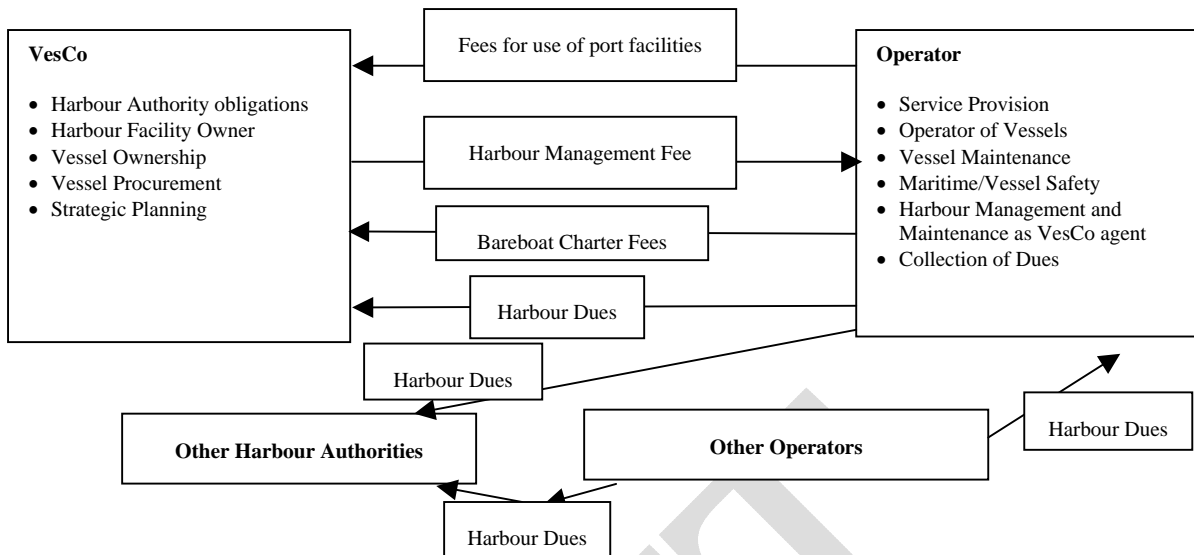 Fees for use of port facilities
VesCo
• Harbour Authority obligations
• Harbour Facility Owner
• Vessel Ownership
• Vessel Procurement
• Strategic Planning
Operator
• Service Provision
• Operator of Vessels
• Vessel Maintenance
• Maritime/Vessel Safety
• Harbour Management and
Maintenance as VesCo agent
• Collection of Dues
Harbour Management Fee
Bareboat Charter Fees
Harbour Dues
Harbour Dues
Other Harbour Authorities
Other Operators
Harbour Dues
Harbour Dues